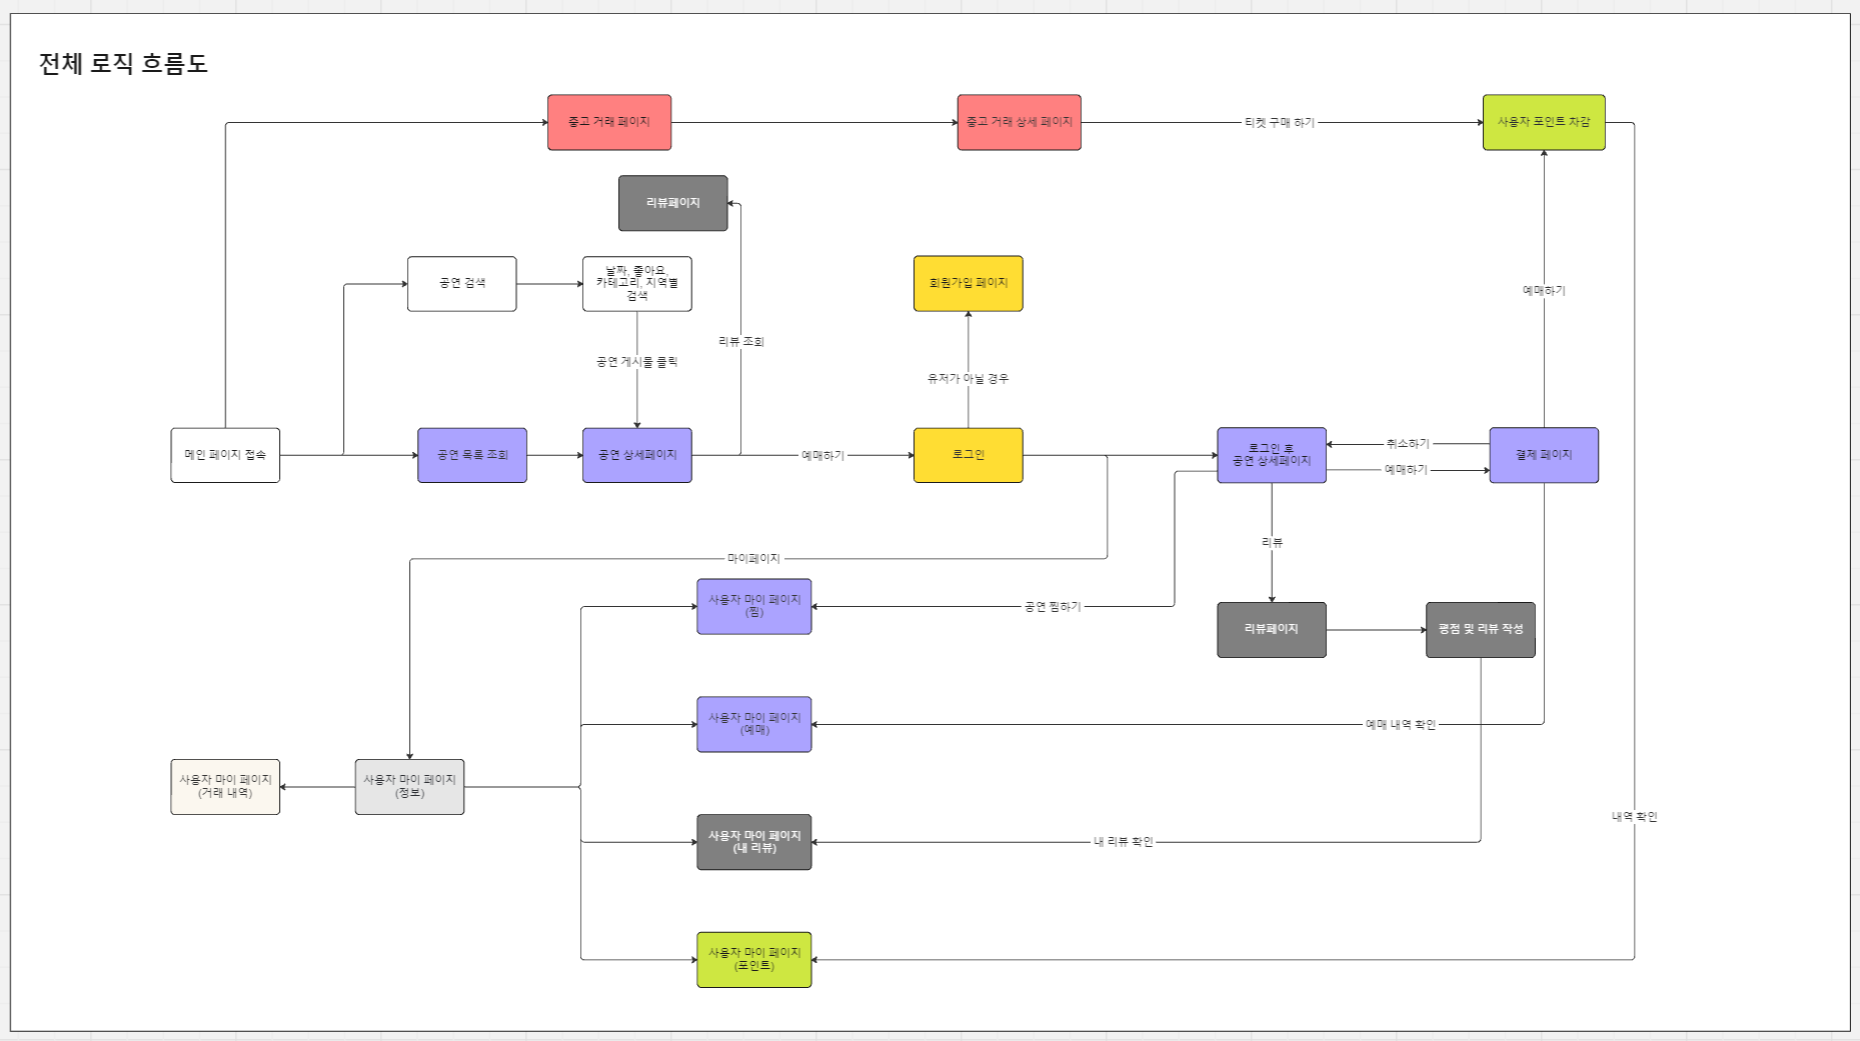 전체 로직 흐름도
중고 거래 페이지
중고 거래 상세 페이지
티켓 구매 하기
사용자 포인트 차감
리뷰페이지
공연 검색
날짜, 좋아요,
카테고리, 지역별
검색
회원가입 페이지
예매하기
리뷰 조회
공연 게시물 클릭
유저가 아닐 경우
메인 페이지 접속
공연 목록 조회
공연 상세페이지
예매하기
로그인
로그인 후
공연 상세페이지
취소하기
예매하기
결제 페이지
리뷰
마이페이지
사용자 마이 페이지
(찜)
공연 찜하기
리뷰페이지
평점 및 리뷰 작성
사용자 마이 페이지
(예매)
예매 내역 확인
사용자 마이 페이지
(거래 내역)
사용자 마이 페이지
(정보)
내역 확인
사용자 마이 페이지
(내 리뷰)
내 리뷰 확인
사용자 마이 페이지
(포인트)